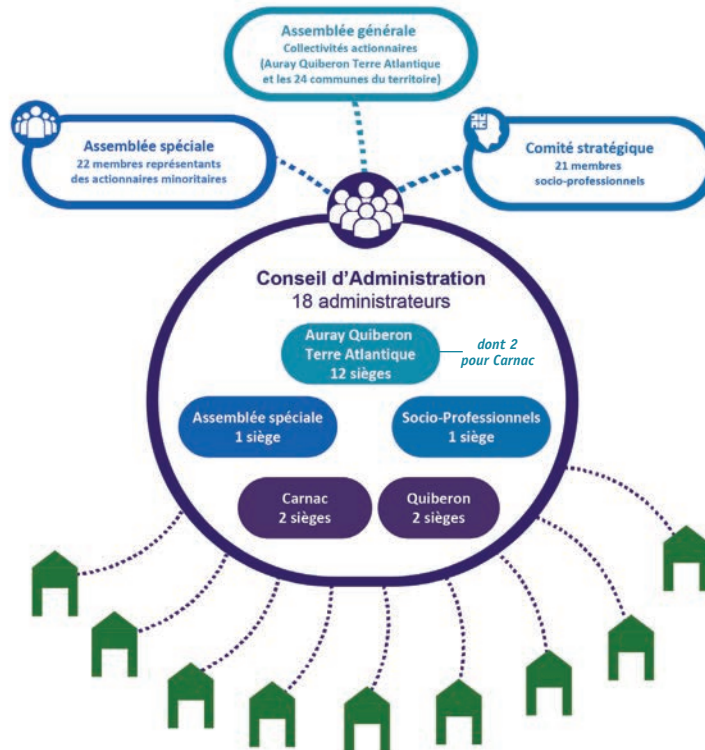 Assemblée générale
Collectivités actionnaires
(Auray Quiberon Terre Atlantique
et les 24 communes du territoire)
Assemblée spéciale
22 membres représentants
des actionnaires minoritaires
Comité stratégique
21 membres
socio-professionnels
Conseil d'Administration
18 administrateurs
Auray Quiberon
Terre Atlantique
12 sièges
dont 2
pour Carnac
Assemblée spéciale
1 siège
Socio-Professionnels
1 siège
Carnac
2 sièges
Quiberon
2 sièges